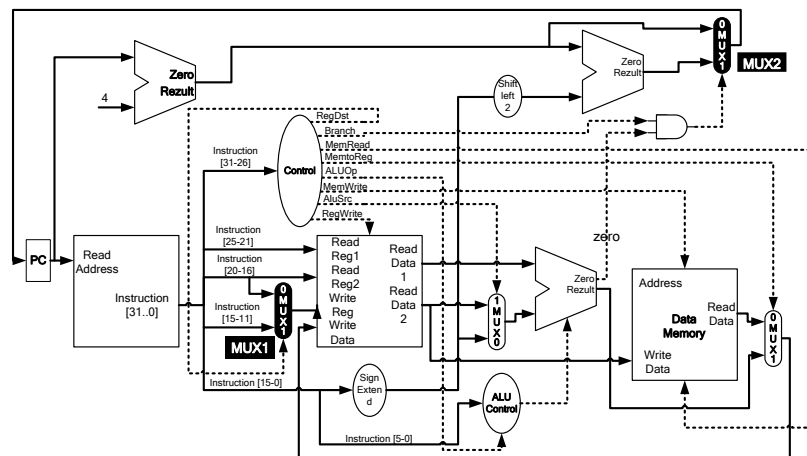 0
M
U
X
1
MUX2
Zero
Rezult
Zero
Rezult
4
Shift
left
2
RegDst
Branch
MemRead
MemtoReg
ALUOp
MemWrite
AluSrc
RegWrite
Control
Instruction
[31-26]
zero
PC
Read
Address
Instruction
[31..0]
Instruction
[25-21]
Instruction
[20-16]
Instruction
[15-11]
0
M
U
X
1
MUX1
Read
Reg1
Read
Reg2
Write
Reg
Write
Data
Read
Data
1
Read
Data
2
1
M
U
X
0
Zero
Rezult
Address
Read
Data
Data
Memory
Write
Data
0
M
U
X
1
Instruction [15-0]
Sign
Exten
d
ALU
Control
Instruction [5-0]